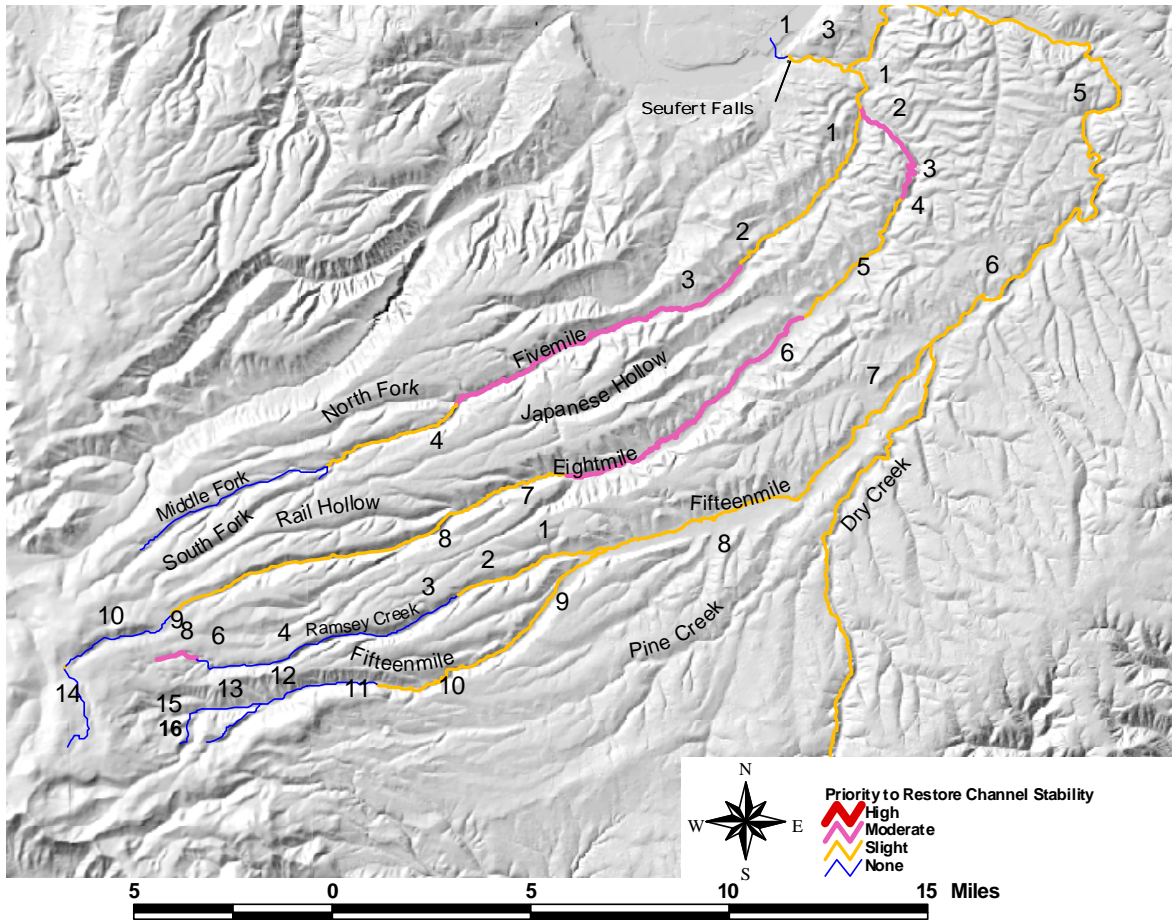 1
3
1
5
Seufert Falls
2
1
3
4
2
6
3
5
Fivemile
6
7
North Fork
Japanese Hollow
4
Eightmile
Middle Fork
7
Fifteenmile
Rail Hollow
Dry Creek
South Fork
8
1
8
2
3
9
10
9
8
6
4
Ramsey Creek
Pine Creek
Fifteenmile
14
15
13
12
11
10
16
N
W
E
S
Priority to Restore Channel Stability
High
Moderate
Slight
None
5 0 5 10 15 Miles